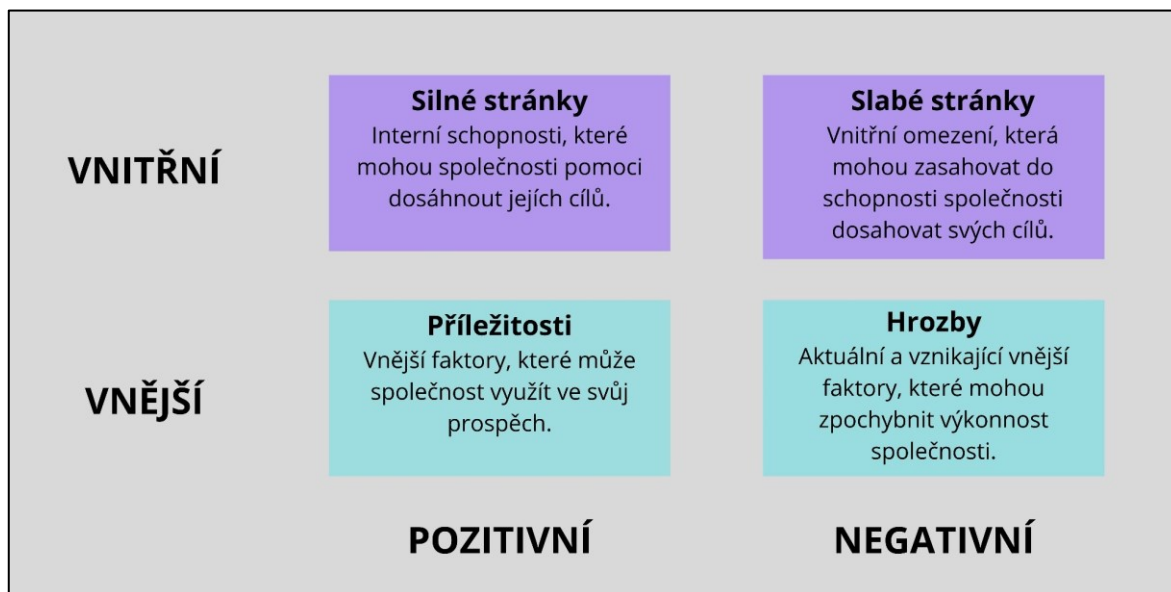 VNITŘNÍ
Silné stránky
Interní schopnosti, které
mohou společnosti pomoci
dosáhnout jejích cílů.
Slabé stránky
Vnitřní omezení, která
mohou zasahovat do
schopnosti společnosti
dosahovat svých cílů.
VNĚJŠÍ
Příležitosti
Vnější faktory, které může
společnost využít ve svůj
prospěch.
Hrozby
Aktuální a vznikající vnější
faktory, které mohou
zpochybnit výkonnost
společnosti.
POZITIVNÍ
NEGATIVNÍ